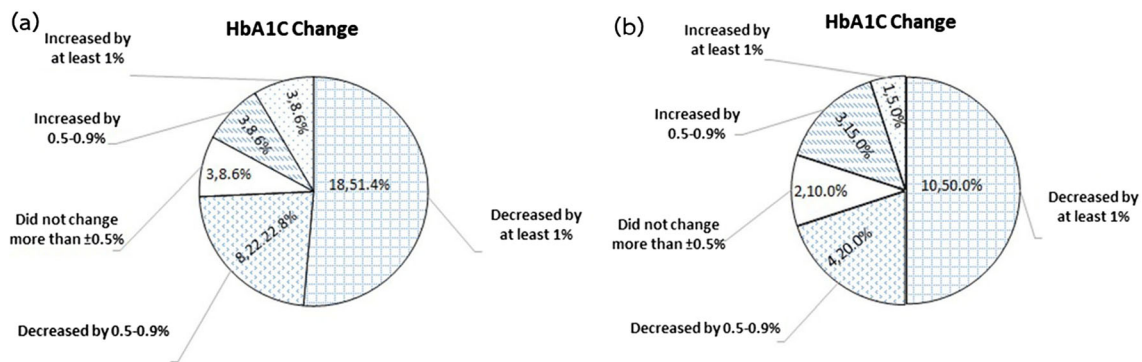 (a)
HbA1C Change
Increased by
at least 1%
Increased by
0.5-0.9%
Did not change
more than ±0.5%
Decreased by 0.5-0.9%
Decreased by
at least 1%
3,8.6%
3,8.6%
3,8.6%
8,22-22.8%
18,51.4%
(b)
HbA1C Change
Increased by
at least 1%
Increased by
0.5-0.9%
Did not change
more than ±0.5%
Decreased by 0.5-0.9%
Decreased by
at least 1%
1,5.0%
3,15.0%
2,10.0%
4,20.0%
10,50.0%